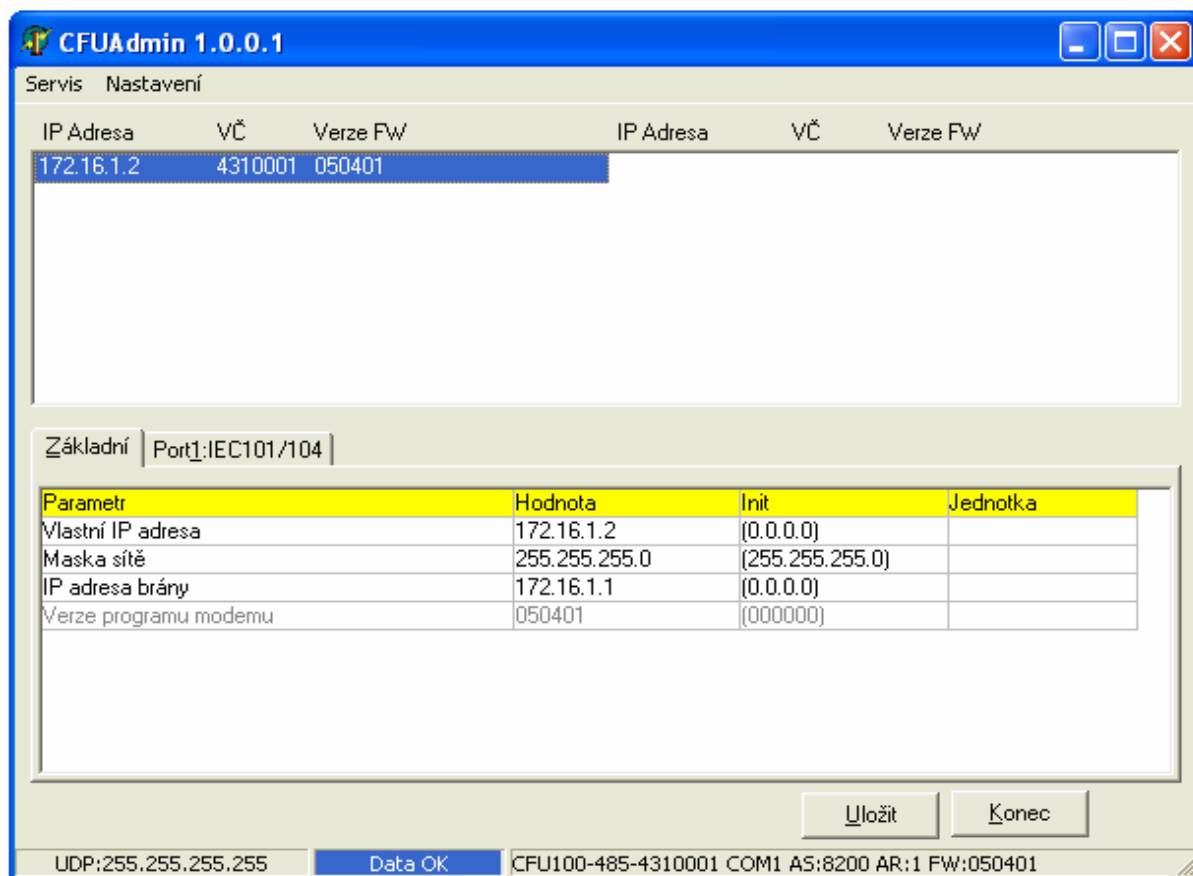 CFUAdmin 1.0.0.1
Servis Nastavení
IP Adresa VČ Verze FW IP Adresa VČ Verze FW
172.16.1.2 4310001 050401
Základní Port1:IEC101/104
Parametr Hodnota Init Jednotka
Vlastní IP adresa 172.16.1.2 (0.0.0.0)
Maska sítě 255.255.255.0 (255.255.255.0)
IP adresa brány 172.16.1.1 (0.0.0.0)
Verze programu modemu 050401 (000000)
Uložit Konec
UDP:255.255.255.255 Data OK CFU100-485-4310001 COM1 AS:8200 AR:1 FW:050401